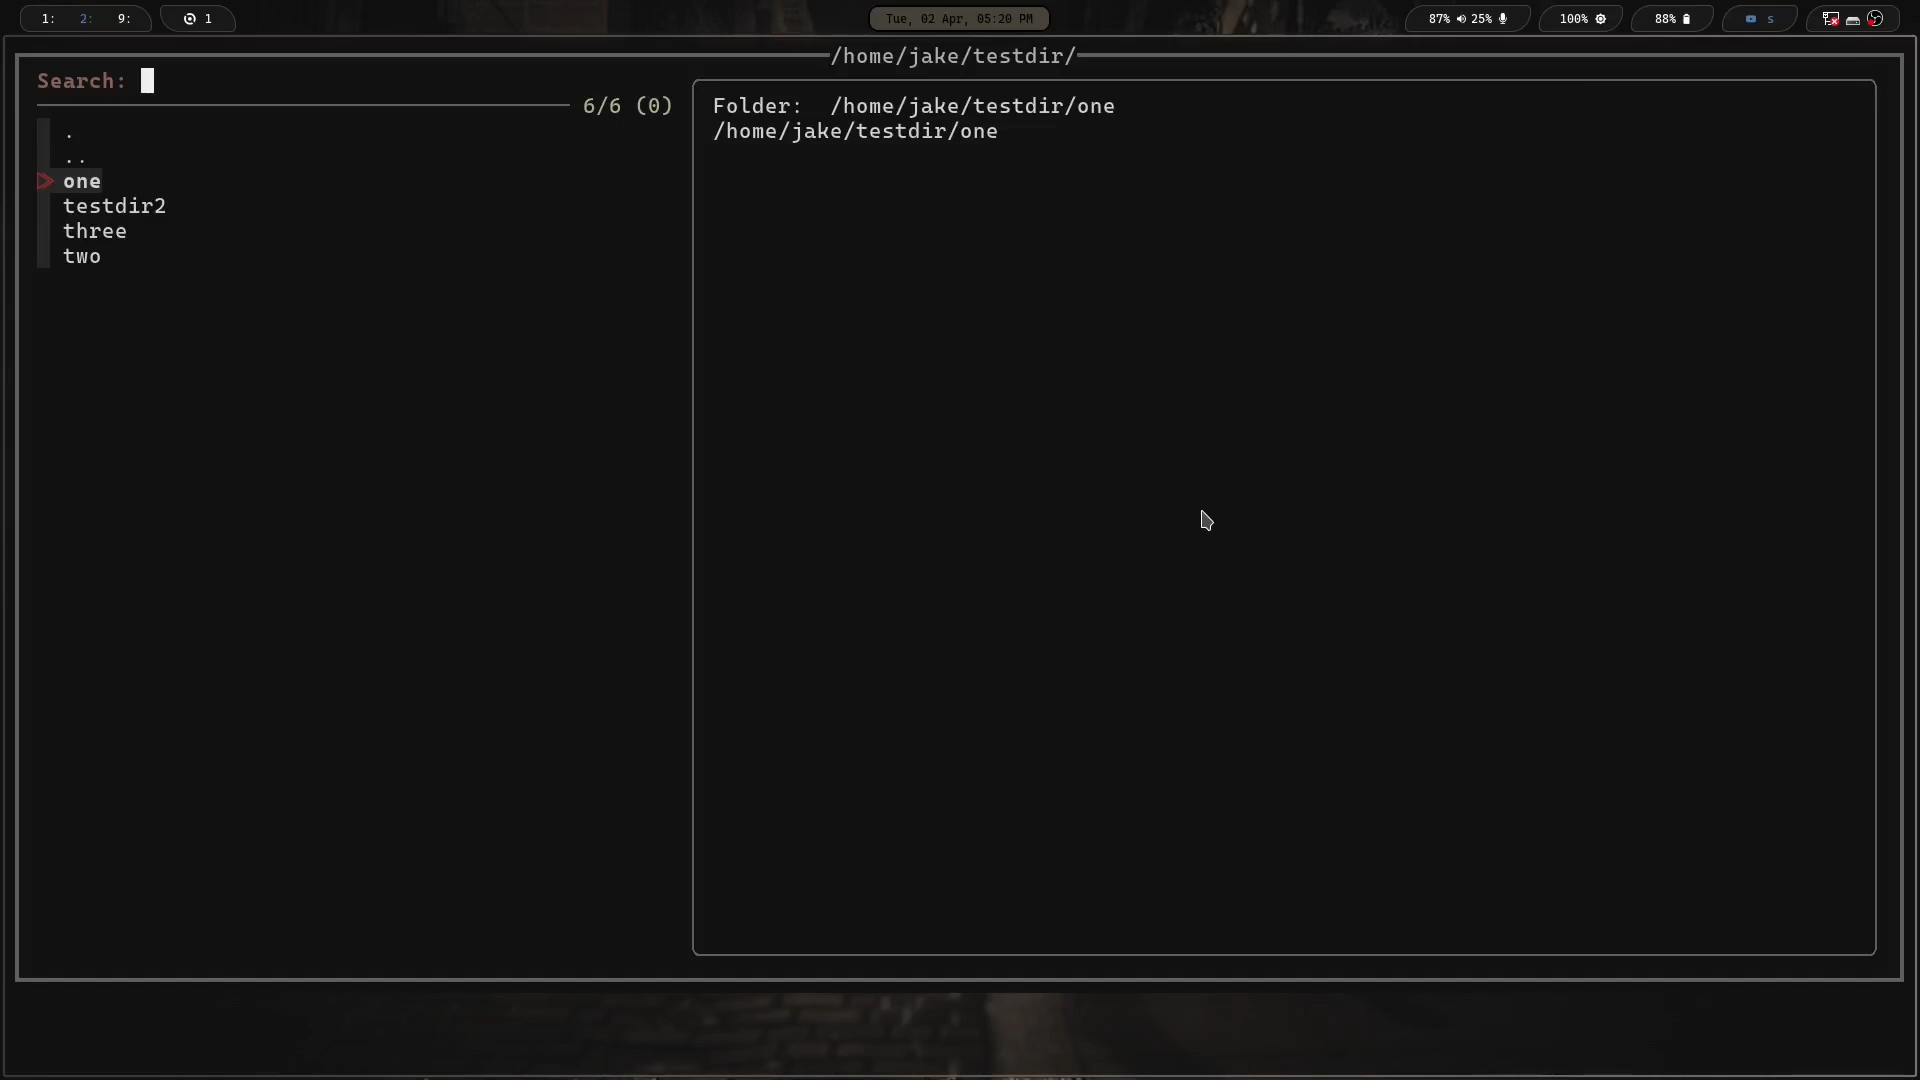 1: 2: 9: 1 Tue, 02 Apr, 05:20 PM 87% 25% 100% 88% s
/home/jake/testdir/
Search:
6/6 (0)
.
..
one
testdir2
three
two
Folder: /home/jake/testdir/one
/home/jake/testdir/one